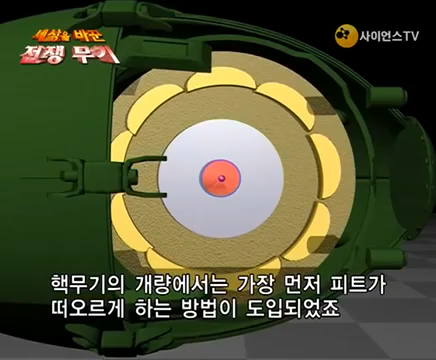 세상을 바꾼
전쟁 무기
사이언스TV
핵무기의 개량에서는 가장 먼저 피트가
떠오르게 하는 방법이 도입되었죠